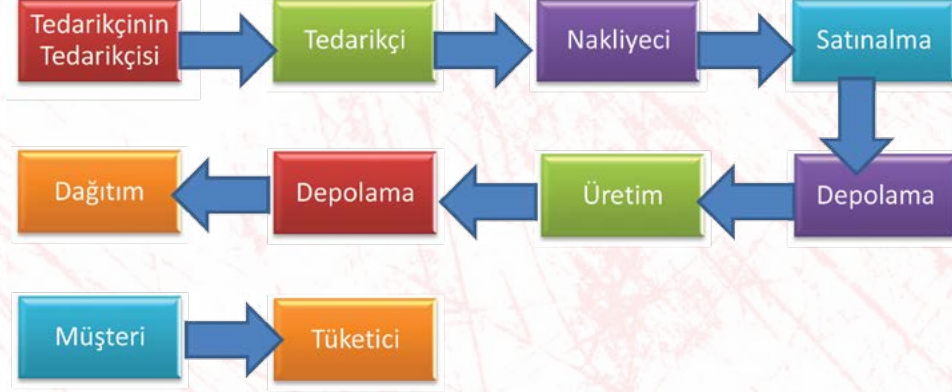 Tedarikçinin
Tedarikçisi
Tedarikçi
Nakliyeci
Satınalma
Dağıtım
Depolama
Üretim
Depolama
Müşteri
Tüketici